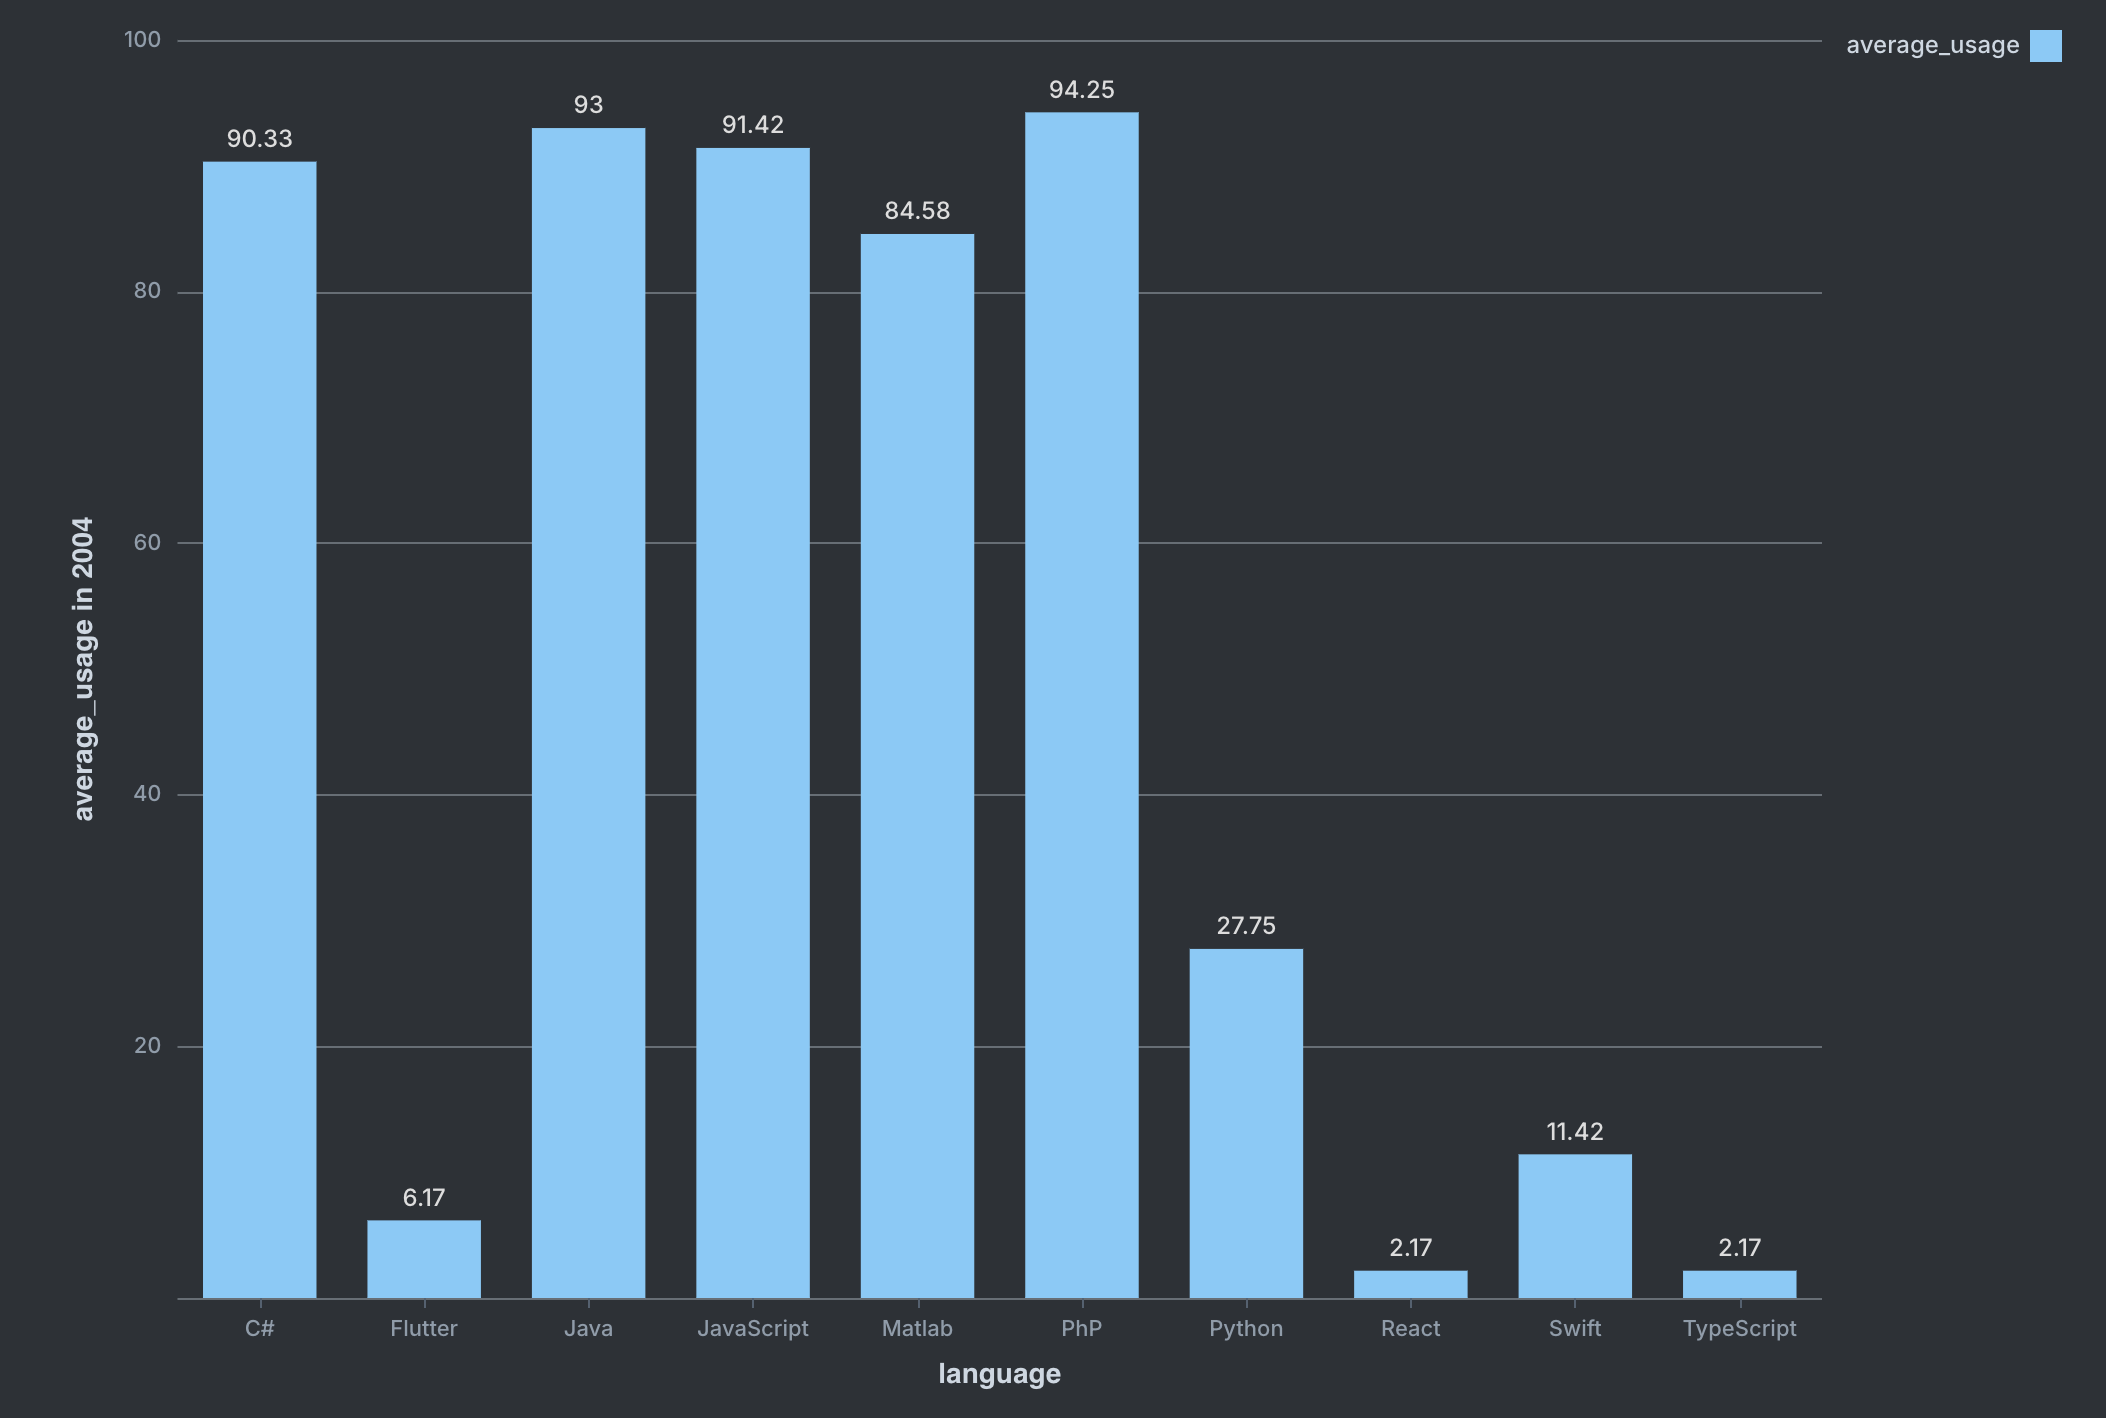 average_usage
100
80
60
40
20
average_usage in 2004
90.33
6.17
93
91.42
84.58
94.25
27.75
2.17
11.42
2.17
C#
Flutter
Java
JavaScript
Matlab
PhP
Python
React
Swift
TypeScript
language